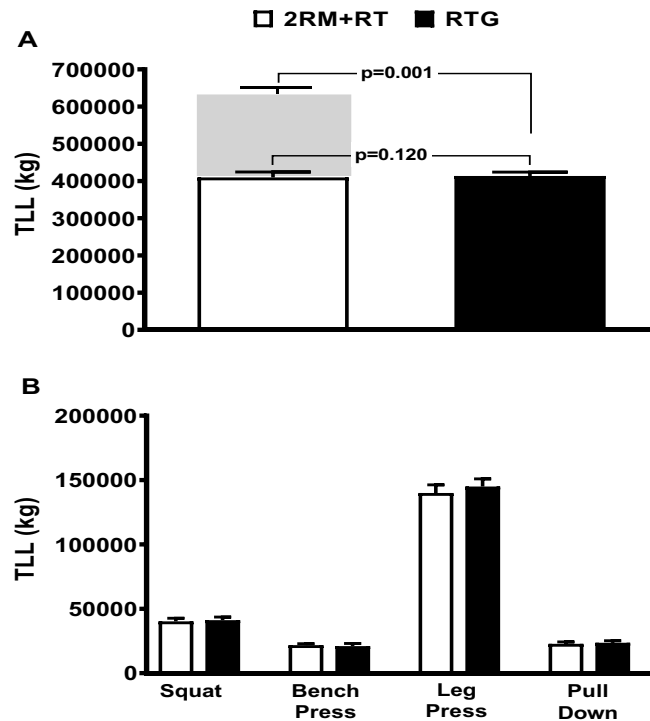 2RM+RT RTG
A
700000
600000
500000
400000
300000
200000
100000
0
TLL (kg)
p=0.001
p=0.120
B
200000
150000
100000
50000
0
TLL (kg)
Squat
Bench
Press
Leg
Press
Pull
Down